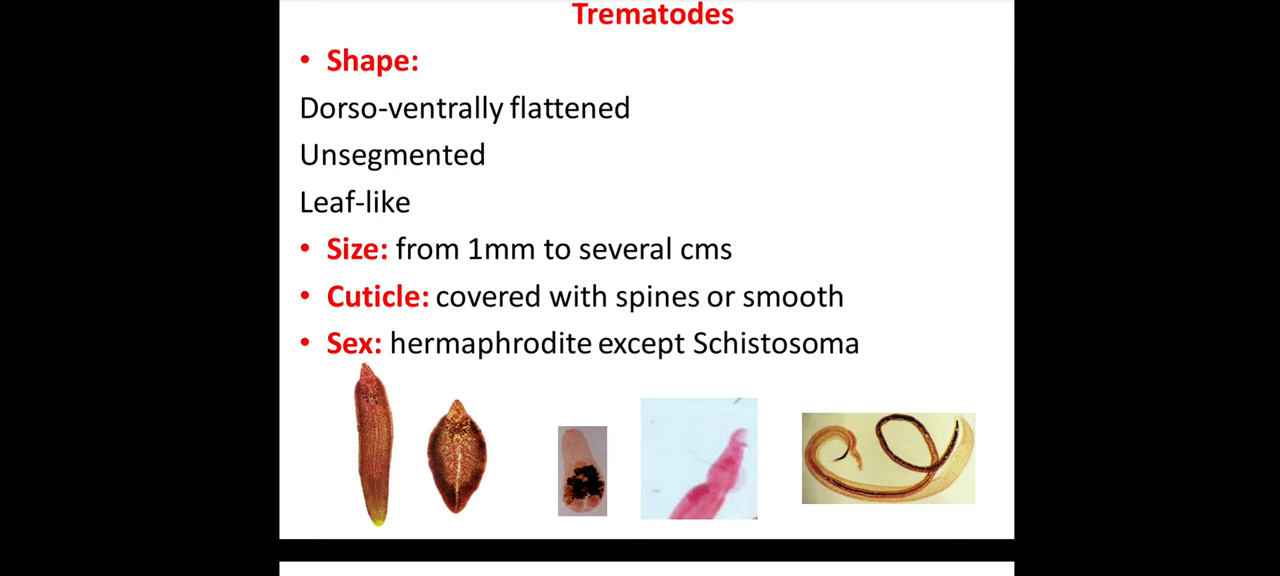 Trematodes
• Shape:
Dorso-ventrally flattened
Unsegmented
Leaf-like
• Size: from 1mm to several cms
• Cuticle: covered with spines or smooth
• Sex: hermaphrodite except Schistosoma